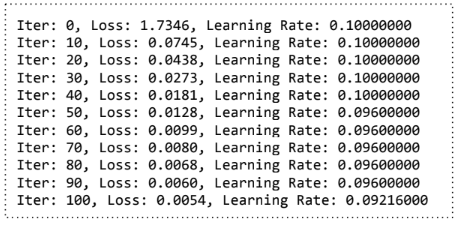 Iter: 0, Loss: 1.7346, Learning Rate: 0.10000000
Iter: 10, Loss: 0.0745, Learning Rate: 0.10000000
Iter: 20, Loss: 0.0438, Learning Rate: 0.10000000
Iter: 30, Loss: 0.0273, Learning Rate: 0.10000000
Iter: 40, Loss: 0.0181, Learning Rate: 0.10000000
Iter: 50, Loss: 0.0128, Learning Rate: 0.09600000
Iter: 60, Loss: 0.0099, Learning Rate: 0.09600000
Iter: 70, Loss: 0.0080, Learning Rate: 0.09600000
Iter: 80, Loss: 0.0068, Learning Rate: 0.09600000
Iter: 90, Loss: 0.0060, Learning Rate: 0.09600000
Iter: 100, Loss: 0.0054, Learning Rate: 0.09216000